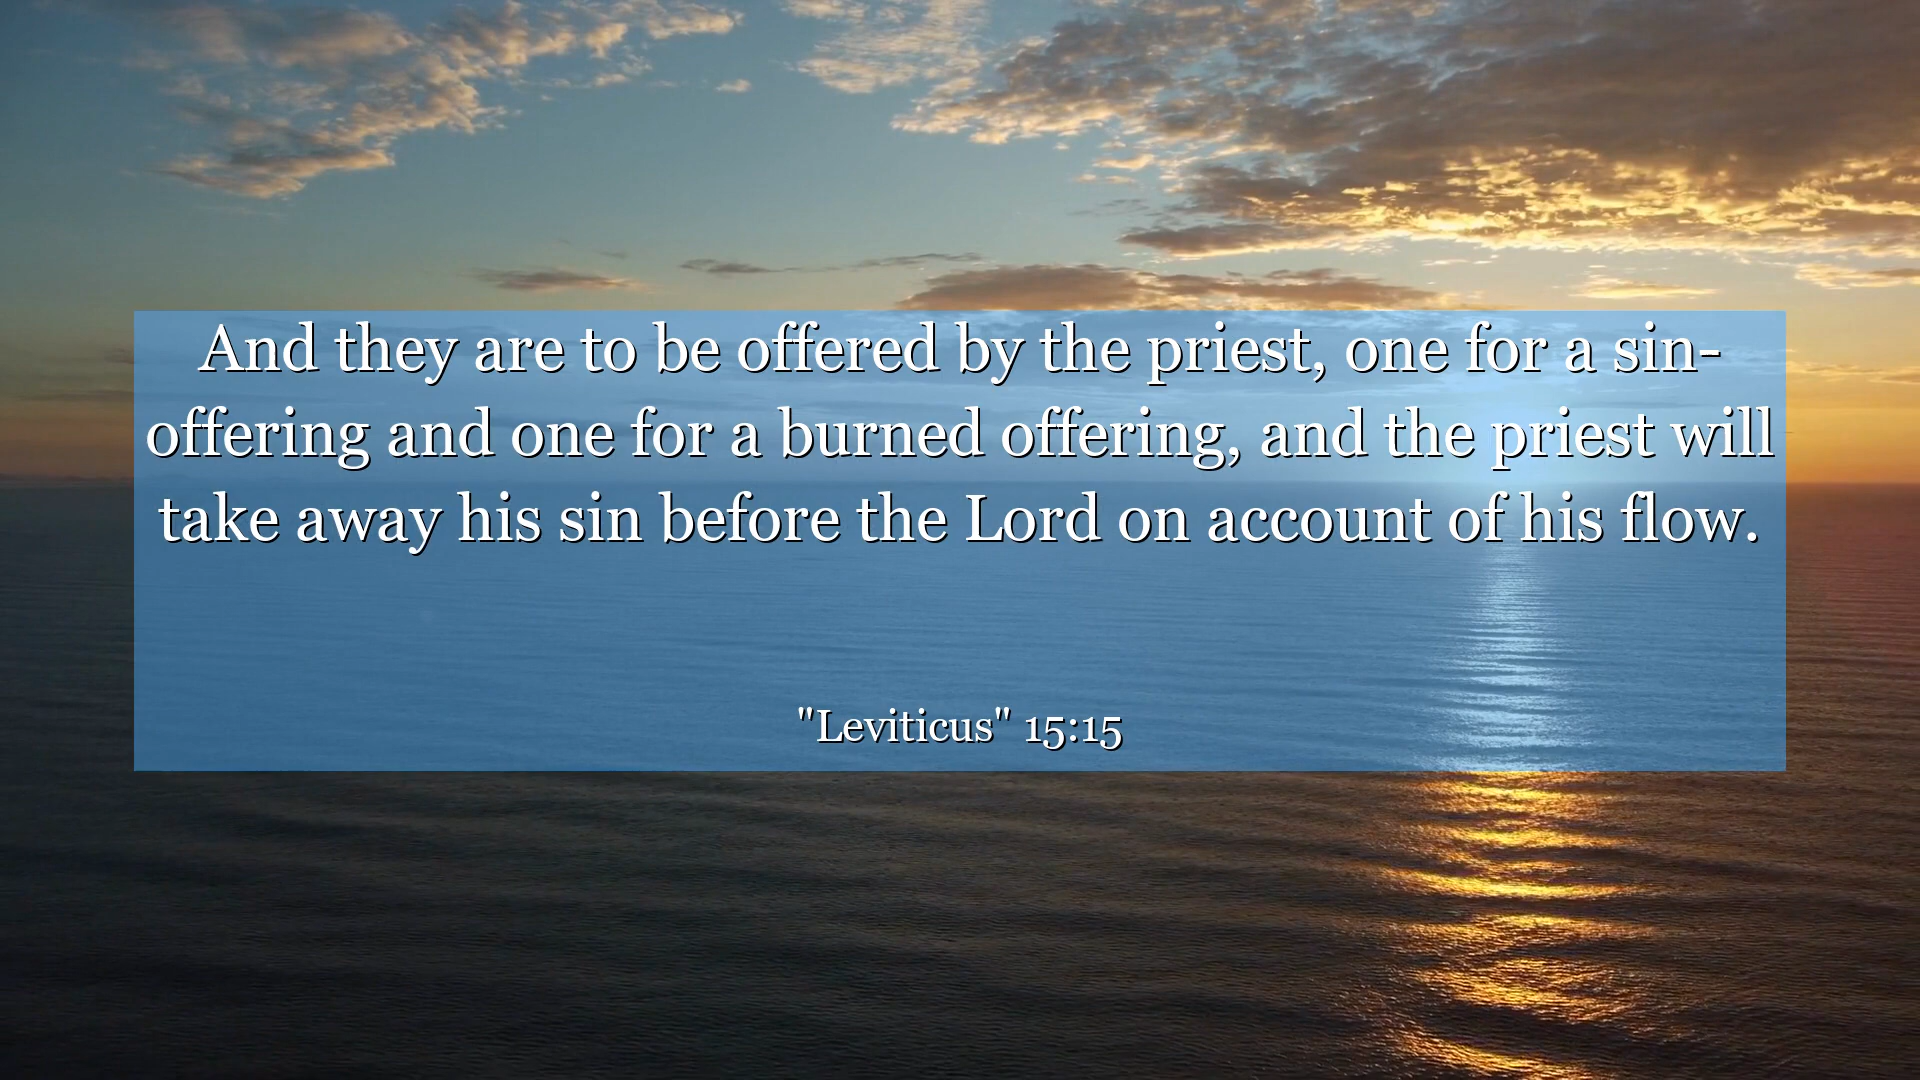 And they are to be offered by the priest, one for a sin-
offering and one for a burned offering, and the priest will
take away his sin before the Lord on account of his flow.
"Leviticus" 15:15